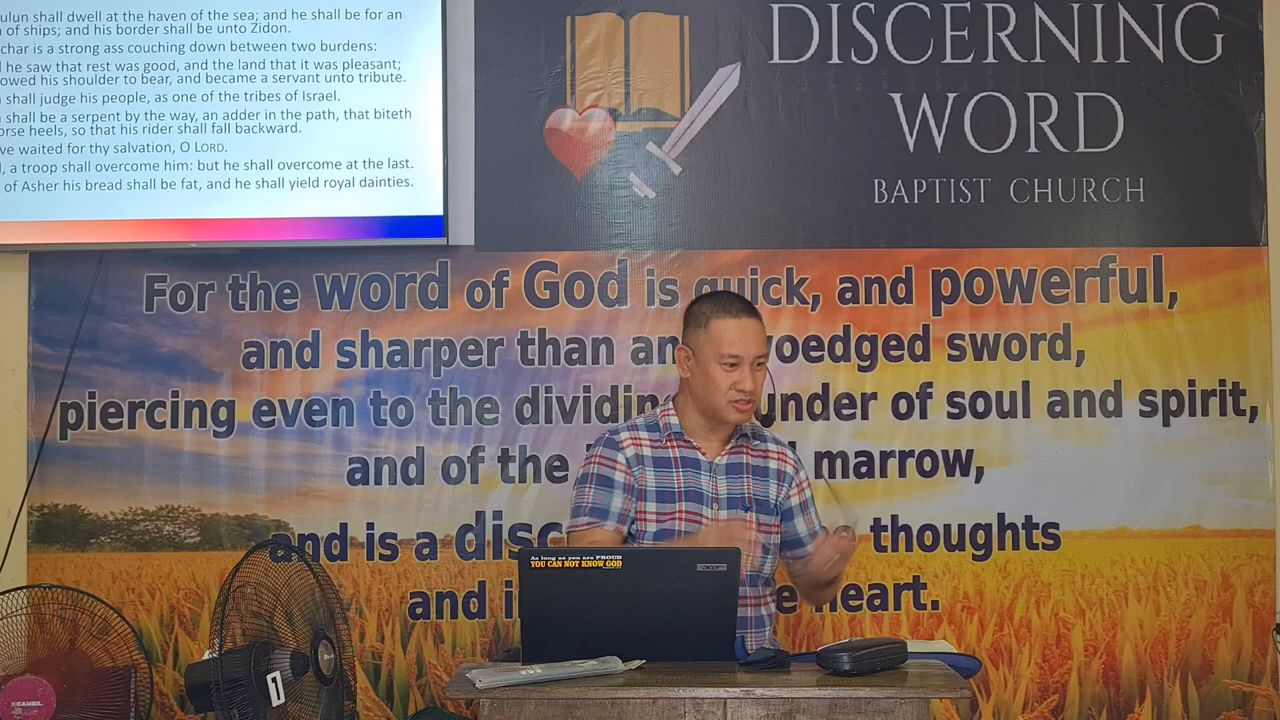 ulun shall dwell at the haven of the sea; and he shall be for an
of ships; and his border shall be unto Zidon.
char is a strong ass couching down between two burdens:
he saw that rest was good, and the land that it was pleasant;
owed his shoulder to bear, and became a servant unto tribute.
shall judge his people, as one of the tribes of Israel.
shall be a serpent by the way, an adder in the path, that biteth
orse heels, so that his rider shall fall backward.
ve waited for thy salvation, O LORD.
, a troop shall overcome him: but he shall overcome at the last.
of Asher his bread shall be fat, and he shall yield royal dainties.
TCL
DISCERNING
WORD
BAPTIST CHURCH
For the word of God is quick, and powerful,
and sharper than an woedged sword,
piercing even to the dividin under of soul and spirit,
and of the marrow,
and is a disc thoughts
and i e heart.
As long as you are PROUD
YOU CAN NOT KNOW GOD
1
CAMEL